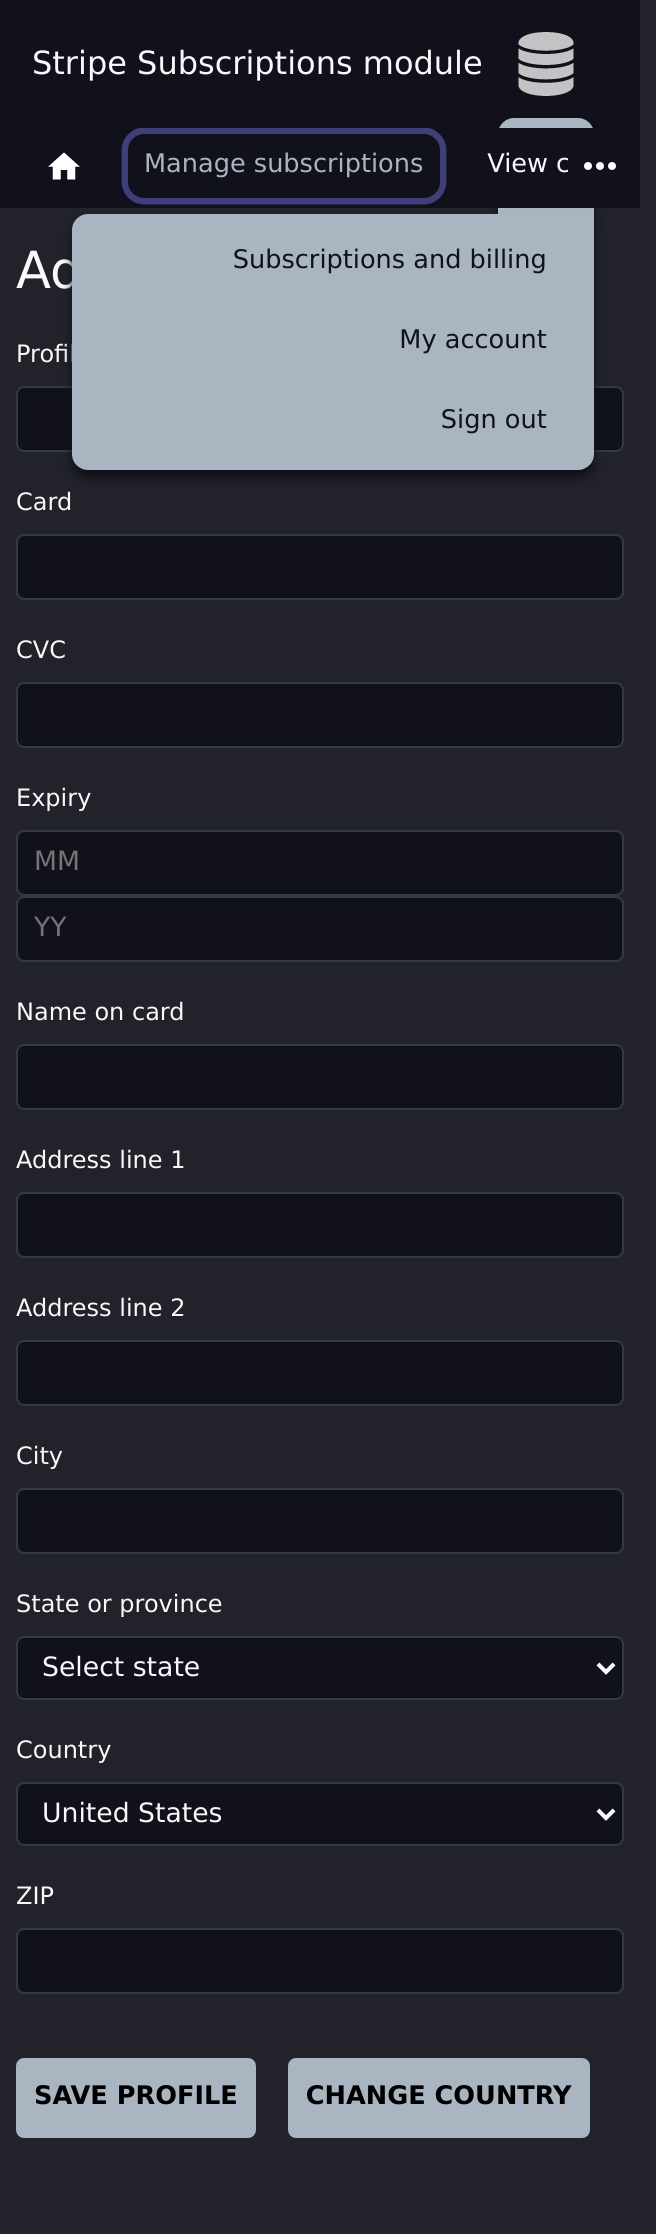 Stripe Subscriptions module
Manage subscriptions
View c
Subscriptions and billing
My account
Sign out
Ad
Profil
Card
CVC
Expiry
MM
YY
Name on card
Address line 1
Address line 2
City
State or province
Select state
Country
United States
ZIP
SAVE PROFILE CHANGE COUNTRY